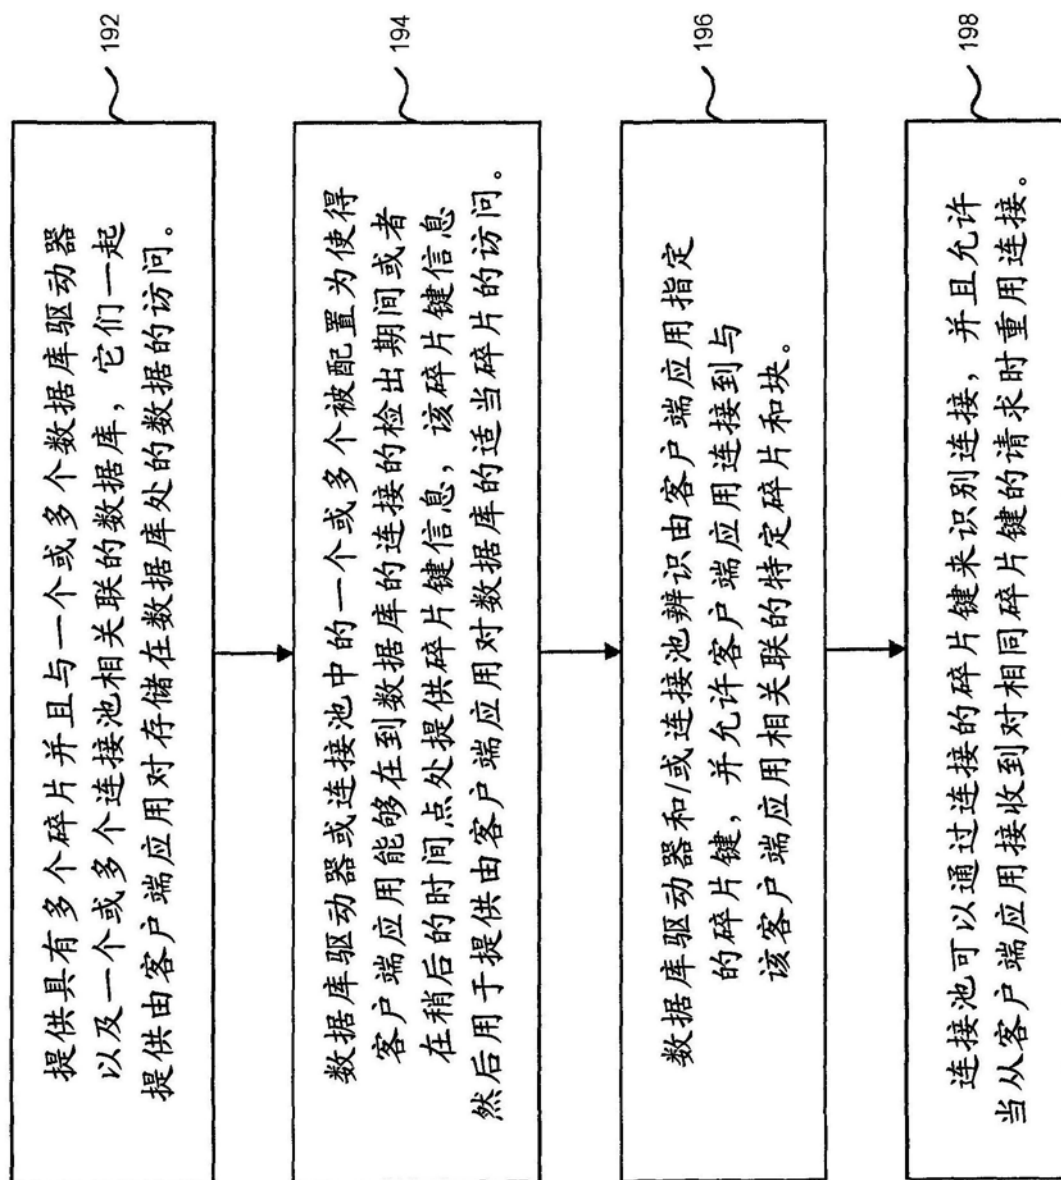 提供具有多个碎片并且与一个或多个数据库驱动器
以及一个或多个连接池相关联的数据库，它们一起
提供由客户端应用对存储在数据库处的数据的访问。
192
数据库驱动器或连接池中的一个或多个被配置为使得
客户端应用能够在到数据库的连接的检出期间或者
在稍后的时间点处提供碎片键信息，该碎片键信息
然后用于提供由客户端应用对数据库的适当碎片的访问。
194
数据库驱动器和/或连接池辨识由客户端应用指定
的碎片键，并允许客户端应用连接到与
该客户端应用相关联的特定碎片和块。
196
连接池可以通过连接的碎片键来识别连接，并且允许
当从客户端应用接收到对相同碎片键的请求时重用连接。
198